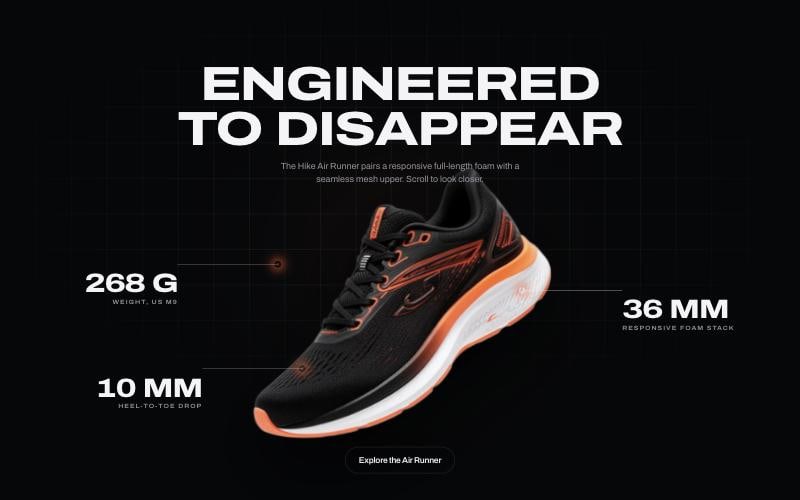 ENGINEERED
TO DISAPPEAR
The Hike Air Runner pairs a responsive full-length foam with a
seamless mesh upper. Scroll to look closer.
268 G
WEIGHT, US M9
36 MM
RESPONSIVE FOAM STACK
10 MM
HEEL-TO-TOE DROP
Explore the Air Runner